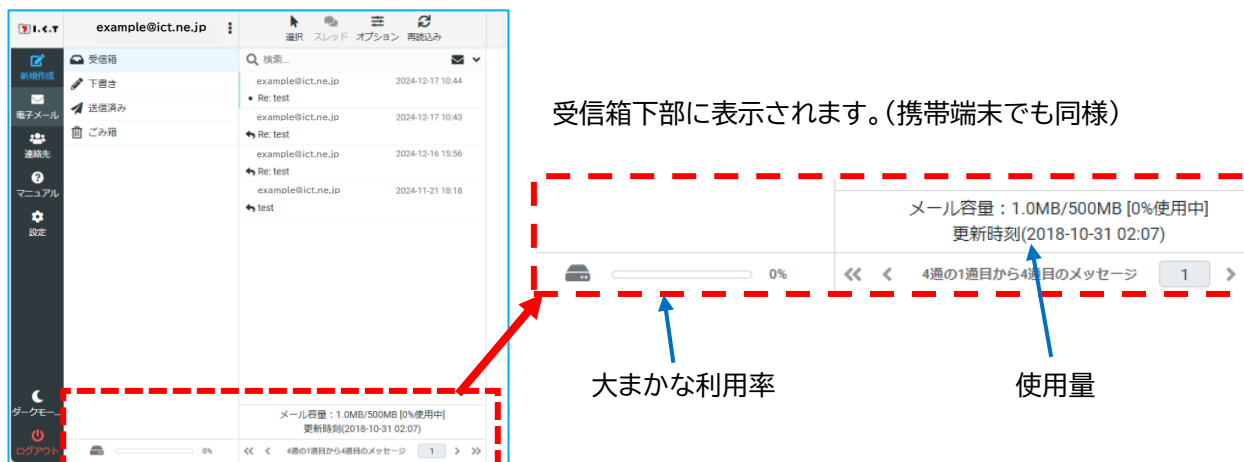 I.C.T
example@ict.ne.jp
選択 スレッド オプション 再読込み
新規作成
電子メール
連絡先
マニュアル
設定
ダークモー...
ログアウト
受信箱
下書き
送信済み
ごみ箱
検索...
example@ict.ne.jp 2024-12-17 10:44
Re: test
example@ict.ne.jp 2024-12-17 10:43
Re: test
example@ict.ne.jp 2024-12-16 15:56
Re: test
example@ict.ne.jp 2024-11-21 18:18
test
メール容量：1.0MB/500MB [0%使用中]
更新時刻(2018-10-31 02:07)
0% 4通の1通目から4通目のメッセージ 1
受信箱下部に表示されます。（携帯端末でも同様）
メール容量：1.0MB/500MB [0%使用中]
更新時刻(2018-10-31 02:07)
0% 4通の1通目から4通目のメッセージ 1
大まかな利用率 使用量